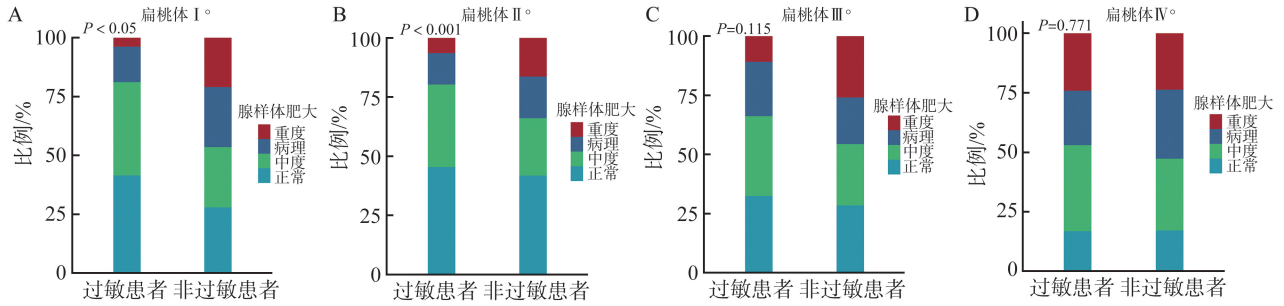 A
扁桃体Ⅰ°
P < 0.05
100
75
50
25
0
比例/%
过敏患者 非过敏患者
腺样体肥大
重度
病理
中度
正常
B
扁桃体Ⅱ°
P < 0.001
100
75
50
25
0
比例/%
过敏患者 非过敏患者
腺样体肥大
重度
病理
中度
正常
C
扁桃体Ⅲ°
P=0.115
100
75
50
25
0
比例/%
过敏患者 非过敏患者
腺样体肥大
重度
病理
中度
正常
D
扁桃体Ⅳ°
P=0.771
100
75
50
25
0
比例/%
过敏患者 非过敏患者
腺样体肥大
重度
病理
中度
正常